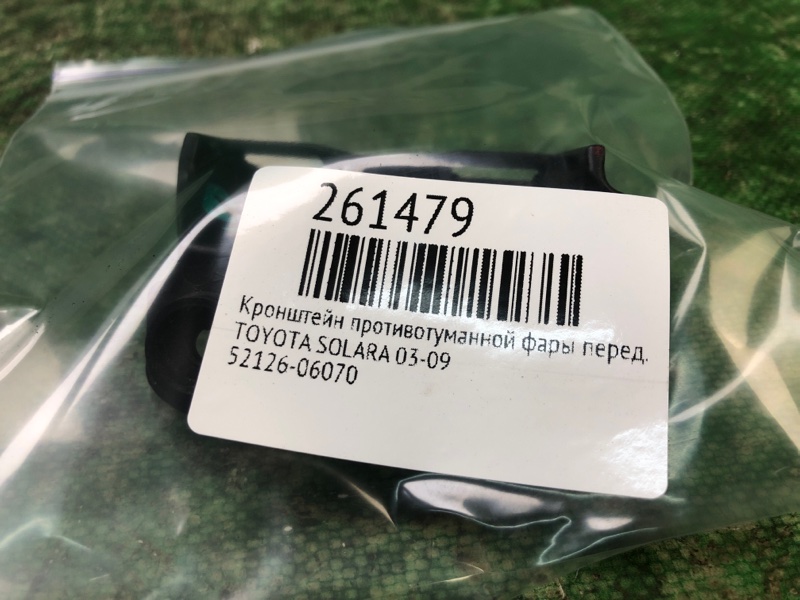 261479
Кронштейн противотуманной фары перед.
TOYOTA SOLARA 03-09
52126-06070